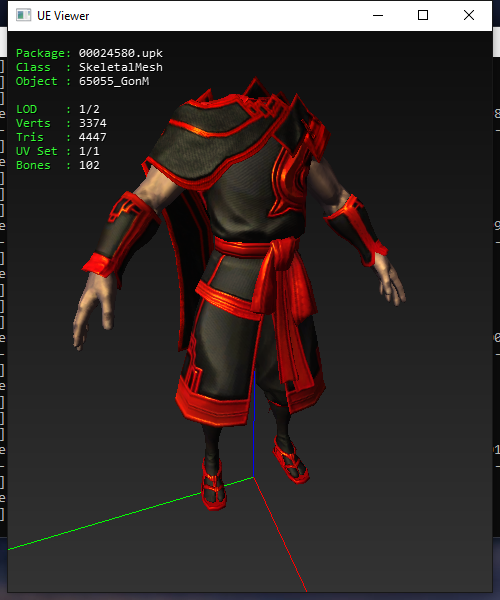 UE Viewer
Package: 00024580.upk
Class  : SkeletalMesh
Object : 65055_GonM
LOD    : 1/2
Verts  : 3374
Tris   : 4447
UV Set : 1/1
Bones  : 102